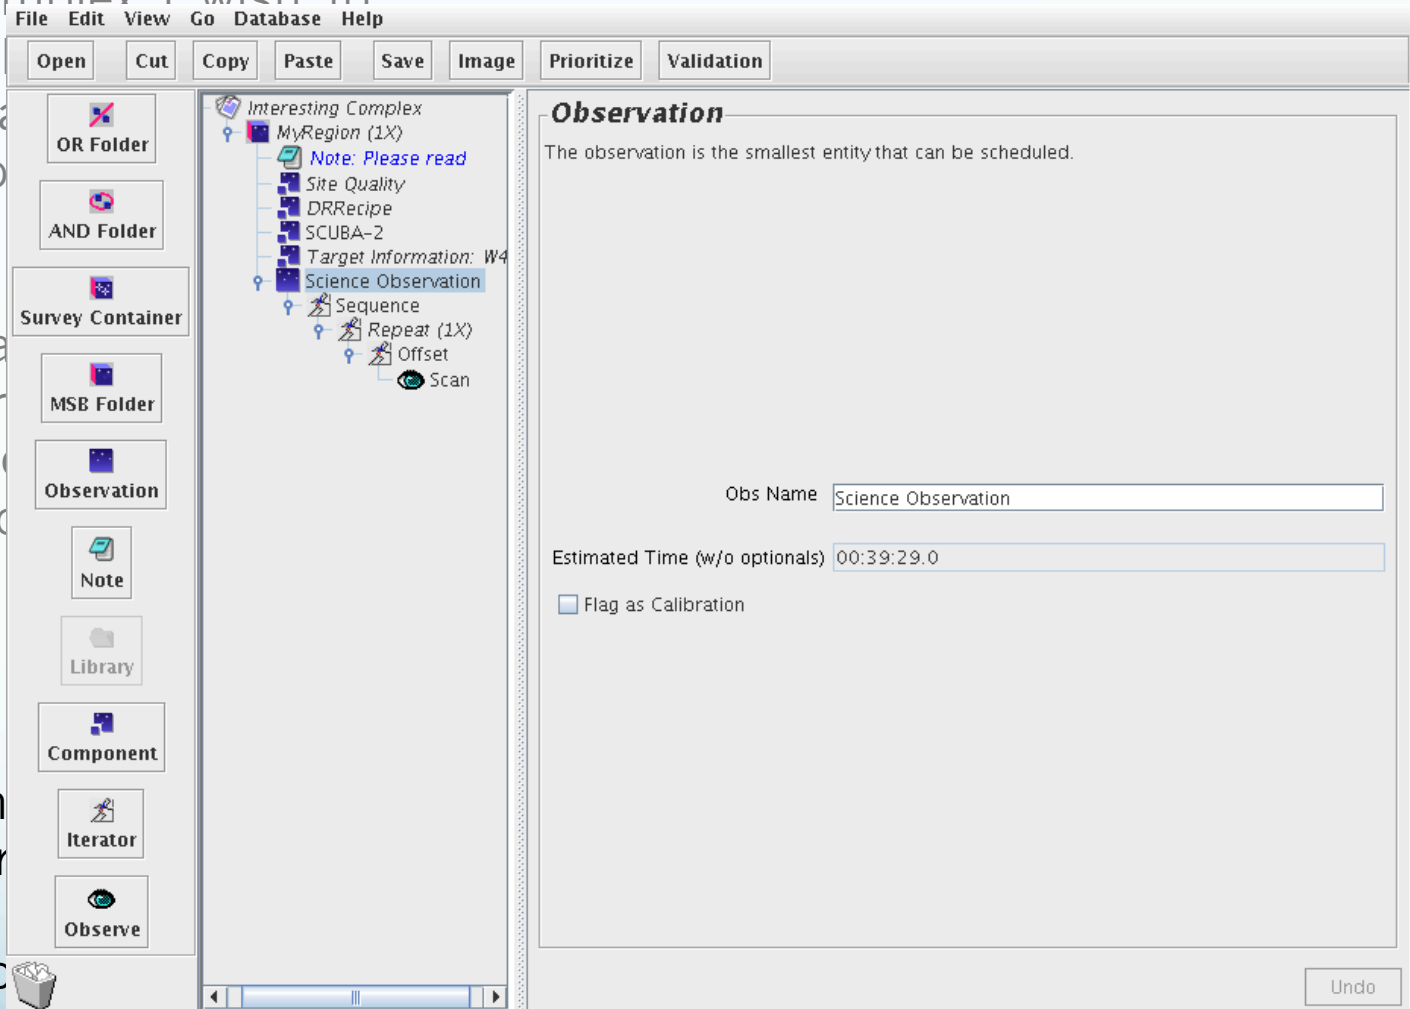 File Edit View Go Database Help
Open Cut Copy Paste Save Image Prioritize Validation
OR Folder
AND Folder
Survey Container
MSB Folder
Observation
Note
Library
Component
Iterator
Observe
Interesting Complex
MyRegion (1X)
Note: Please read
Site Quality
DRRecipe
SCUBA-2
Target Information: W4
Science Observation
Sequence
Repeat (1X)
Offset
Scan
Observation
The observation is the smallest entity that can be scheduled.
Obs Name Science Observation
Estimated Time (w/o optionals) 00:39:29.0
Flag as Calibration
Undo